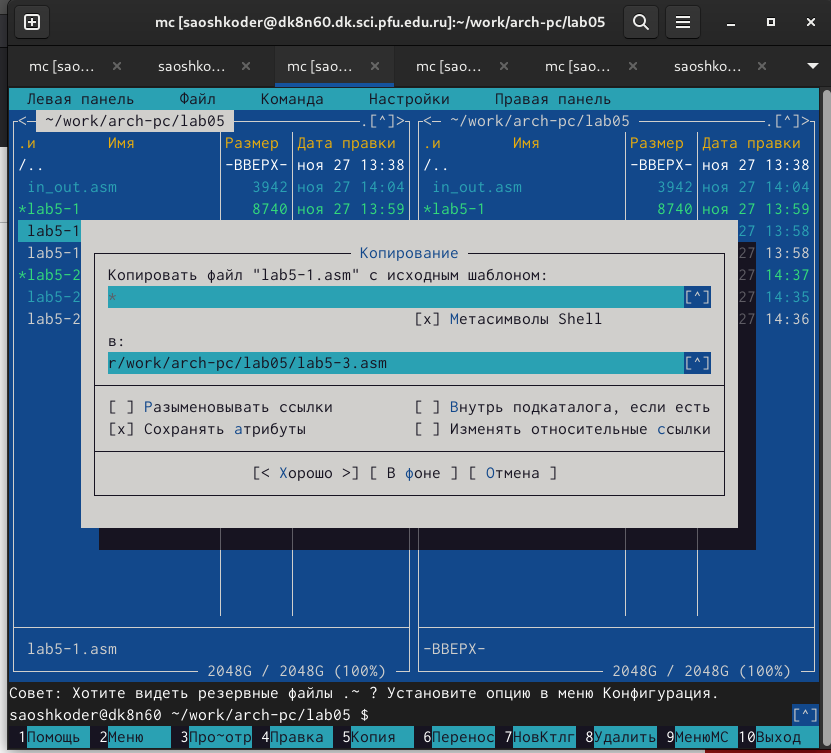 mc [saoshkoder@dk8n60.dk.sci.pfu.edu.ru]:~/work/arch-pc/lab05
mc [sao... × saoshko... × mc [sao... × mc [sao... × mc [sao... × saoshko... ×
Левая панель Файл Команда Настройки Правая панель
<─ ~/work/arch-pc/lab05 ─.[^]>
<─ ~/work/arch-pc/lab05 ─.[^]>
.и Имя Размер Дата правки .и Имя Размер Дата правки
/.. -ВВЕРХ- ноя 27 13:38 /.. -ВВЕРХ- ноя 27 13:38
in_out.asm 3942 ноя 27 14:04 in_out.asm 3942 ноя 27 14:04
*lab5-1 8740 ноя 27 13:59 *lab5-1 8740 ноя 27 13:59
lab5-1 27 13:58
lab5-1 27 13:58
*lab5-2 27 14:37
lab5-2 27 14:35
lab5-2 27 14:36
Копирование
Копировать файл "lab5-1.asm" с исходным шаблоном:
* [^]
[x] Метасимволы Shell
в:
r/work/arch-pc/lab05/lab5-3.asm [^]
[ ] Разыменовывать ссылки [ ] Внутрь подкаталога, если есть
[x] Сохранять атрибуты [ ] Изменять относительные ссылки
[< Хорошо >] [ В фоне ] [ Отмена ]
lab5-1.asm -ВВЕРХ-
2048G / 2048G (100%) 2048G / 2048G (100%)
Совет: Хотите видеть резервные файлы .~ ? Установите опцию в меню Конфигурация.
saoshkoder@dk8n60 ~/work/arch-pc/lab05 $ [^]
1Помощь 2Меню 3Про~отр 4Правка 5Копия 6Перенос 7НовКтлг 8Удалить 9МенюМС 10Выход